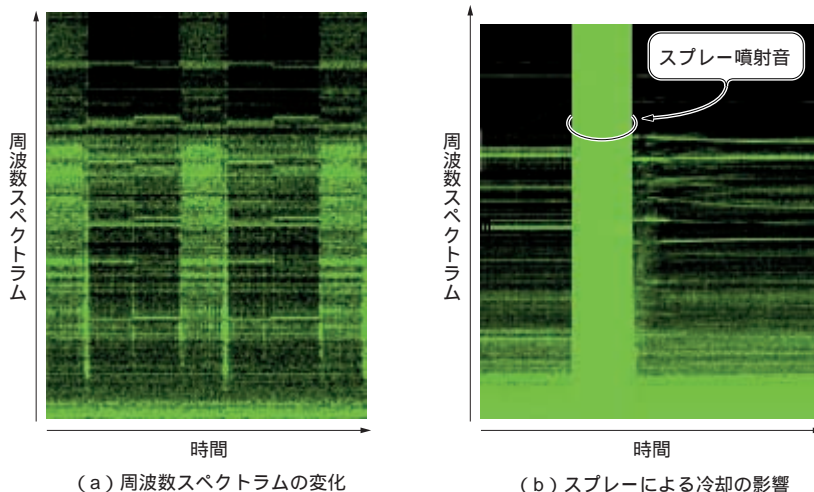 周波数スペクトラム
時間
(a)周波数スペクトラムの変化
スプレー噴射音
周波数スペクトラム
時間
(b)スプレーによる冷却の影響